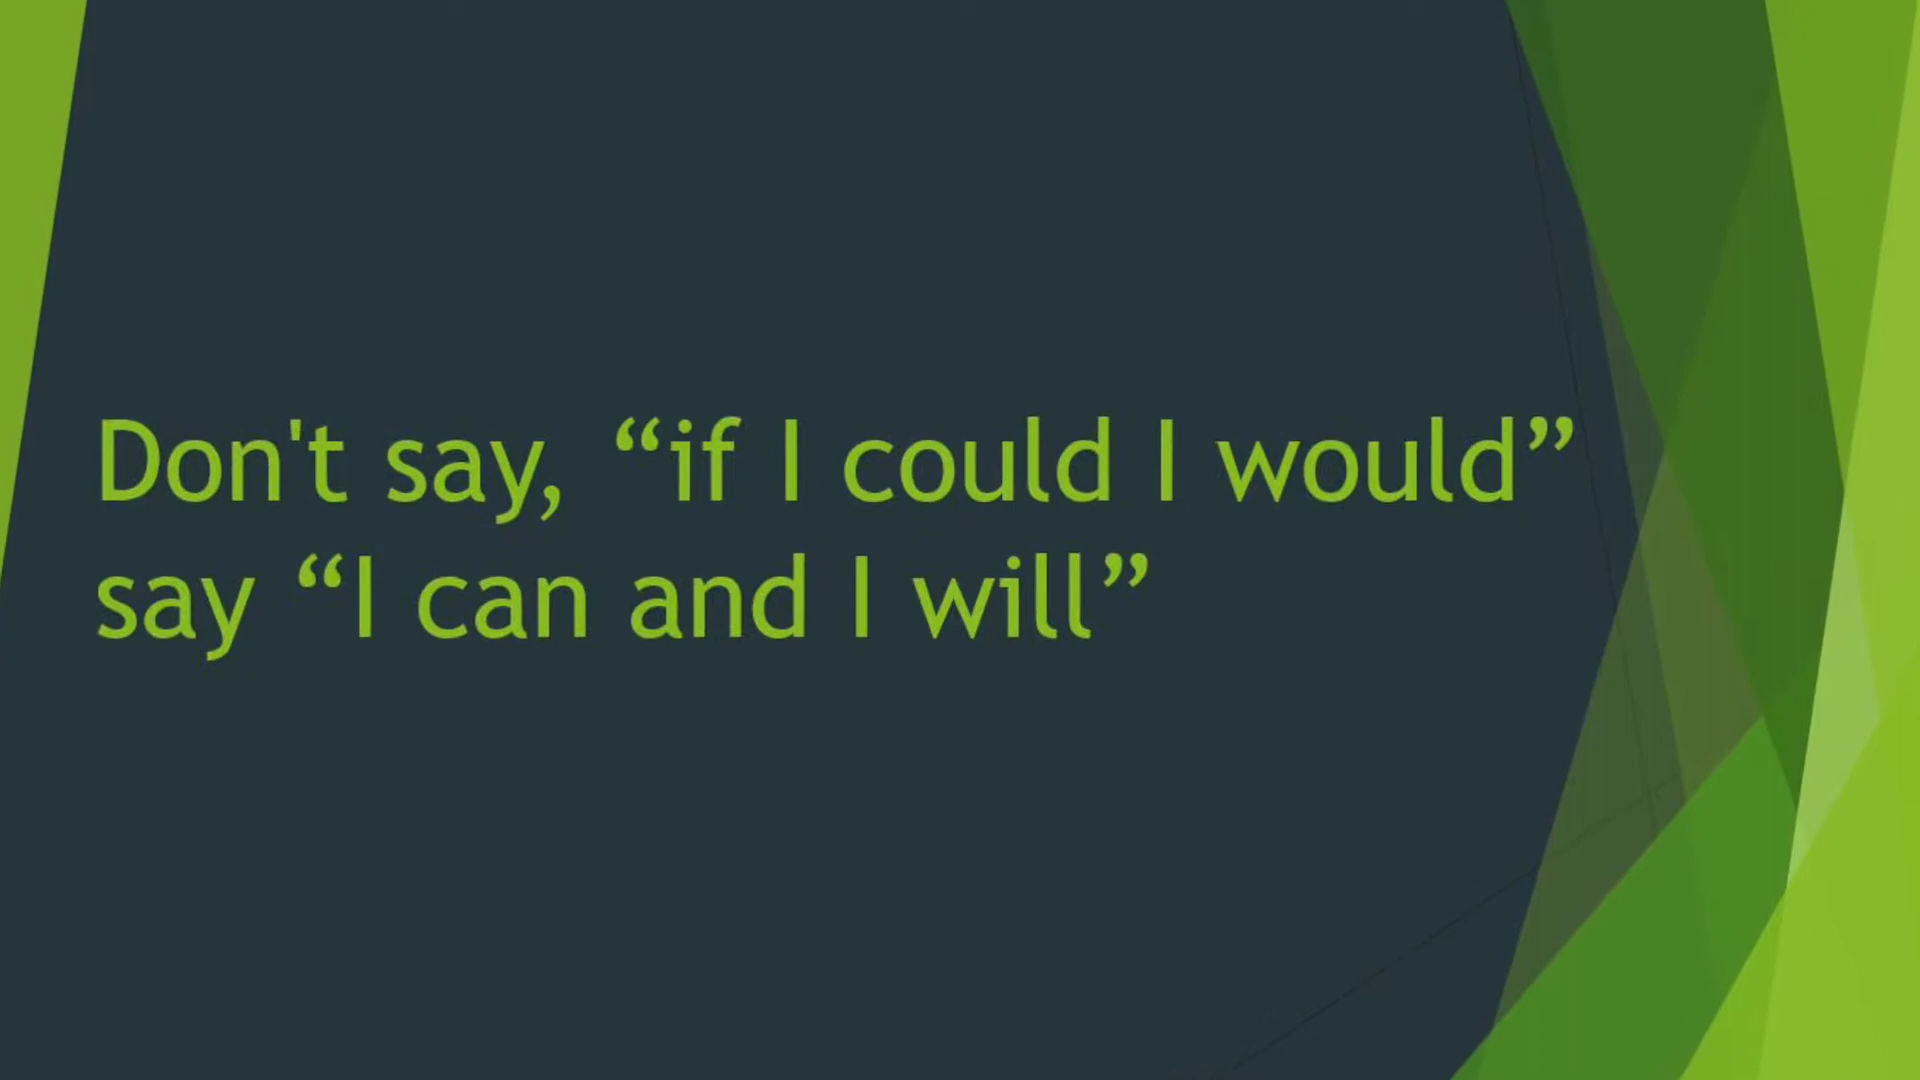 Don't say, “if I could I would”
say “I can and I will”